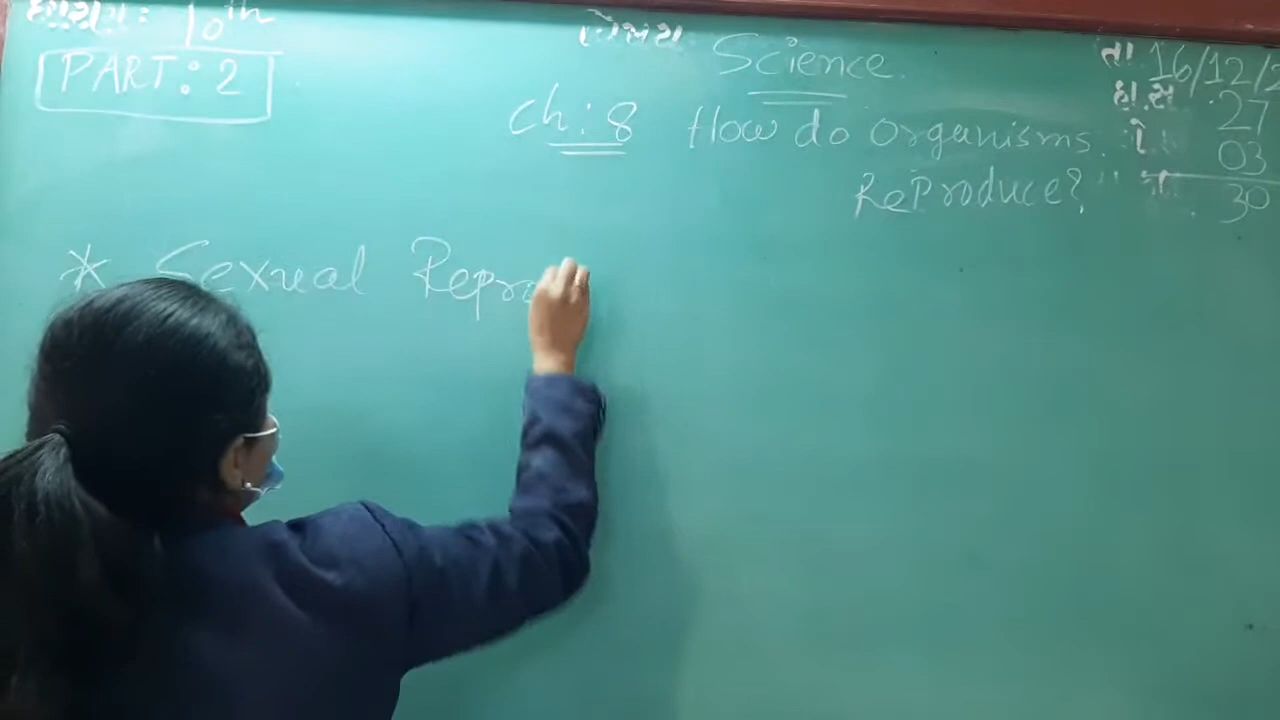 ધોરણ: 10th
PART: 2
વિષય Science
Ch: 8 How do organisms
Reproduce?
તા 16/12/2
હા.સં 27
03
30
* Sexual Repro